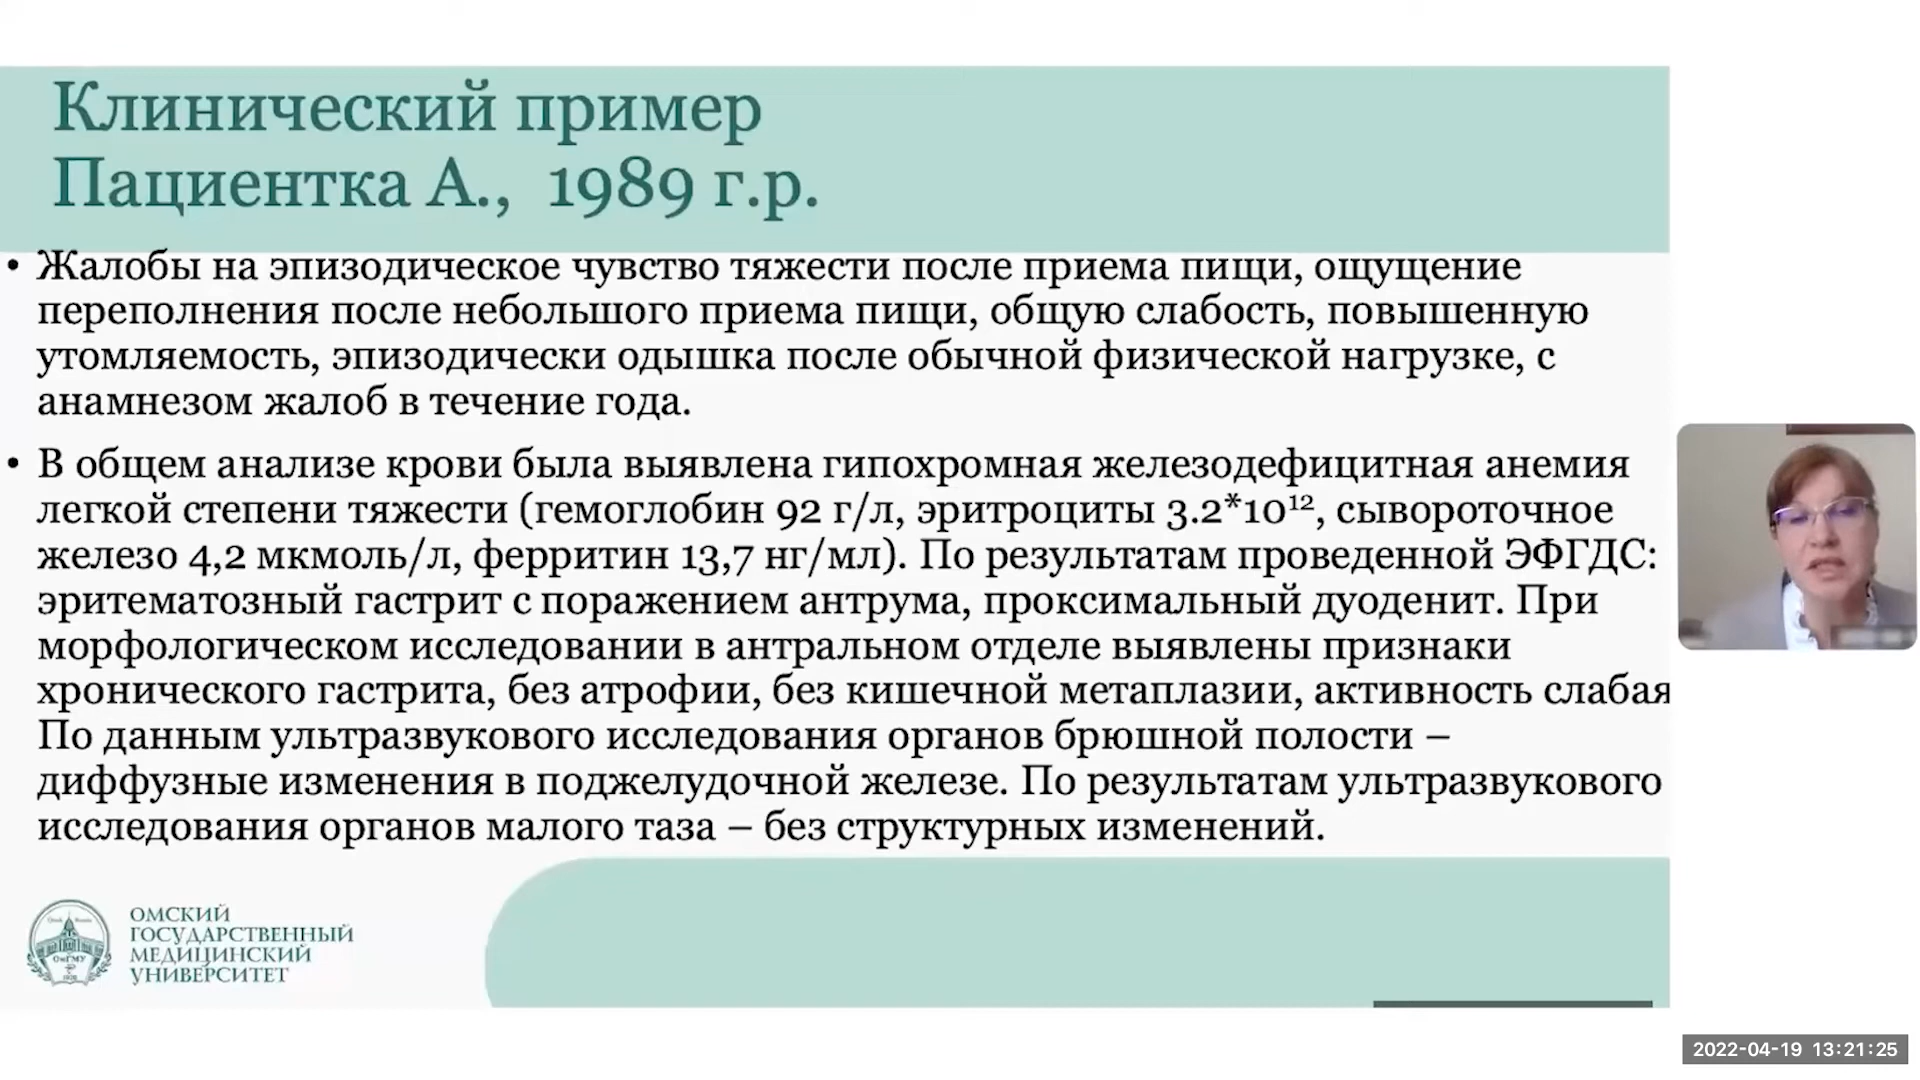 Клинический пример
Пациентка А., 1989 г.р.
• Жалобы на эпизодическое чувство тяжести после приема пищи, ощущение
переполнения после небольшого приема пищи, общую слабость, повышенную
утомляемость, эпизодически одышка после обычной физической нагрузке, с
анамнезом жалоб в течение года.
• В общем анализе крови была выявлена гипохромная железодефицитная анемия
легкой степени тяжести (гемоглобин 92 г/л, эритроциты 3.2*10¹², сывороточное
железо 4,2 мкмоль/л, ферритин 13,7 нг/мл). По результатам проведенной ЭФГДС:
эритематозный гастрит с поражением антрума, проксимальный дуоденит. При
морфологическом исследовании в антральном отделе выявлены признаки
хронического гастрита, без атрофии, без кишечной метаплазии, активность слабая
По данным ультразвукового исследования органов брюшной полости –
диффузные изменения в поджелудочной железе. По результатам ультразвукового
исследования органов малого таза – без структурных изменений.
ОМСКИЙ
ГОСУДАРСТВЕННЫЙ
МЕДИЦИНСКИЙ
УНИВЕРСИТЕТ
ОмГМУ
2022-04-19 13:21:25